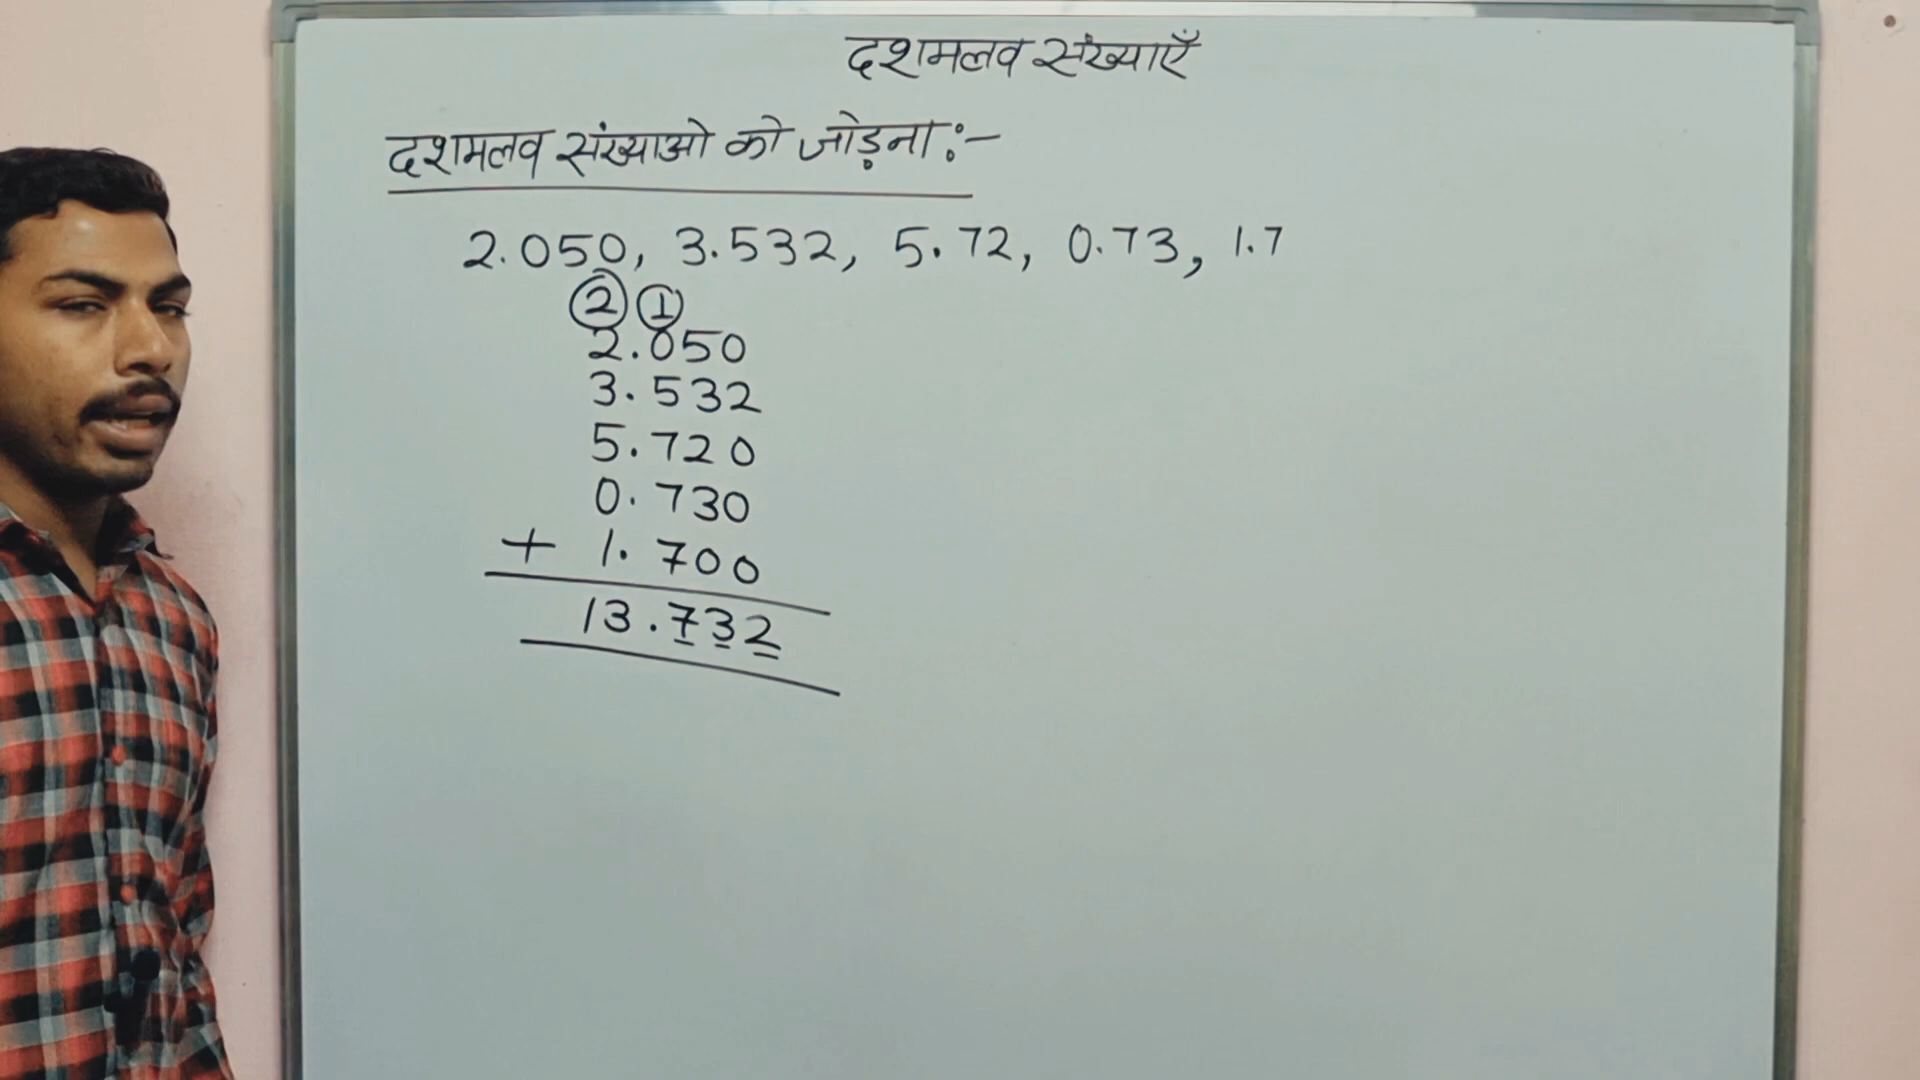 दशमलव संख्याएँ
दशमलव संख्याओ को जोड़ना :-
2.050, 3.532, 5.72, 0.73, 1.7
2 1
2.050
3.532
5.720
0.730
+ 1.700
13.732